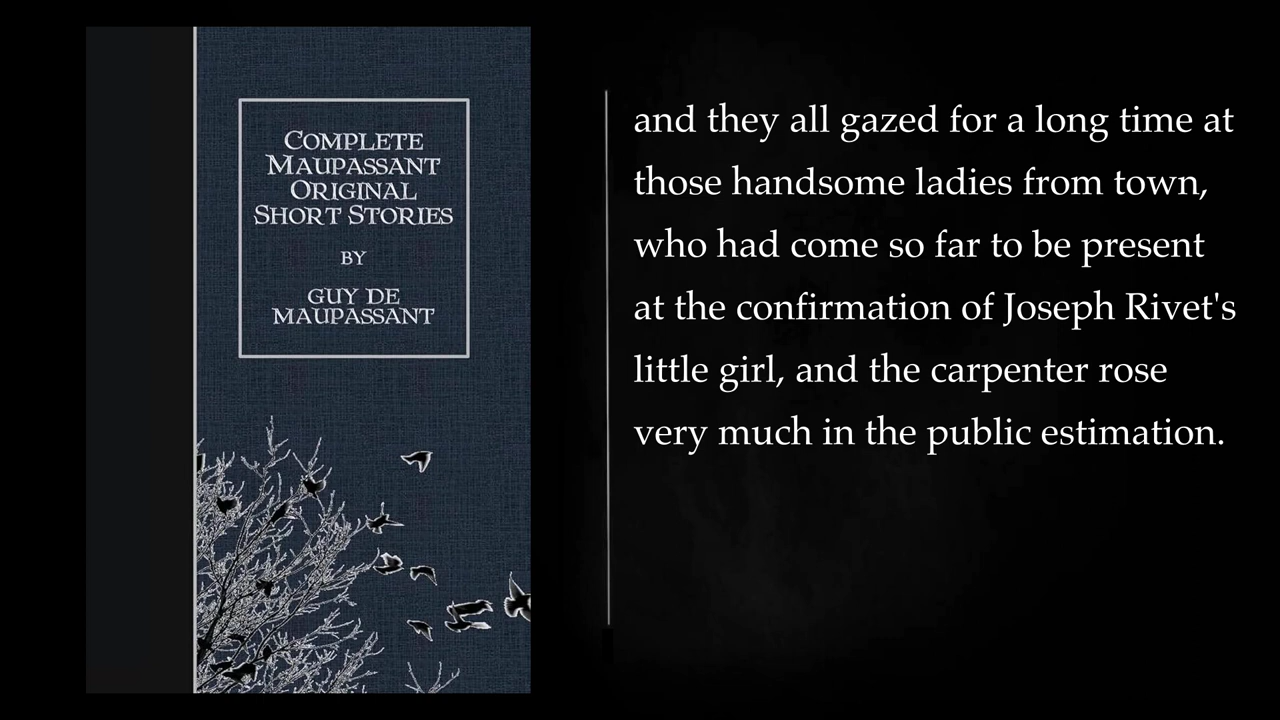 COMPLETE
MAUPASSANT
ORIGINAL
SHORT STORIES
BY
GUY DE
MAUPASSANT
and they all gazed for a long time at
those handsome ladies from town,
who had come so far to be present
at the confirmation of Joseph Rivet's
little girl, and the carpenter rose
very much in the public estimation.